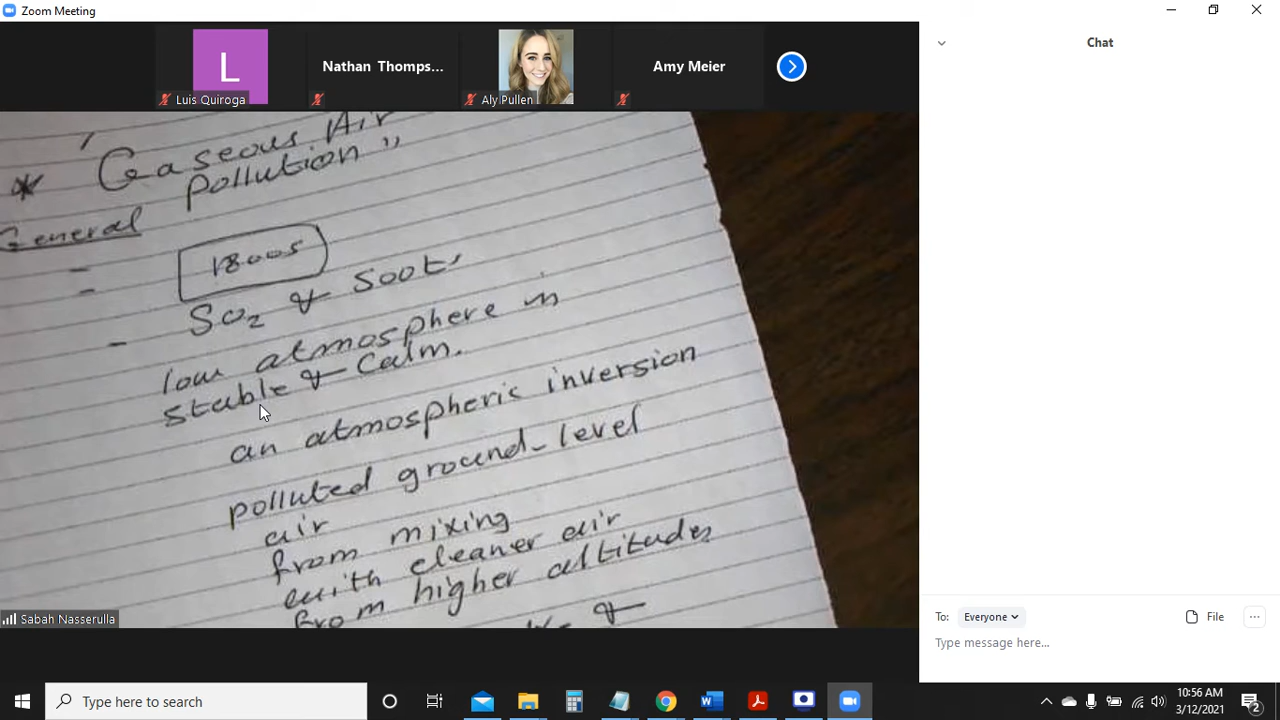 Zoom Meeting
L
Luis Quiroga
Nathan Thomps...
Aly Pullen
Amy Meier
Chat
* Gaseous Air
Pollution"
General
- 1800s
-
- SO2 & Soot,
low atmosphere is
stable & Calm.
an atmospheric inversion
polluted ground-level
air
from mixing
with cleaner air
from higher altitudes
&
Sabah Nasserulla
To: Everyone
File
...
Type message here...
Type here to search
10:56 AM
3/12/2021
2